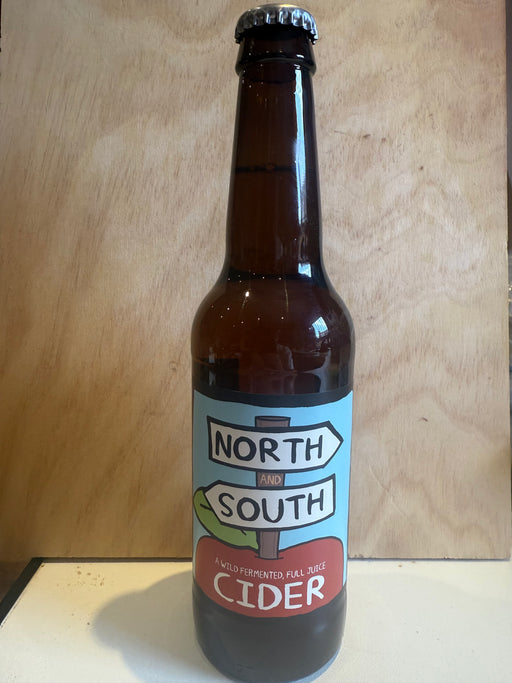 NORTH
AND
SOUTH
A WILD FERMENTED, FULL JUICE
CIDER